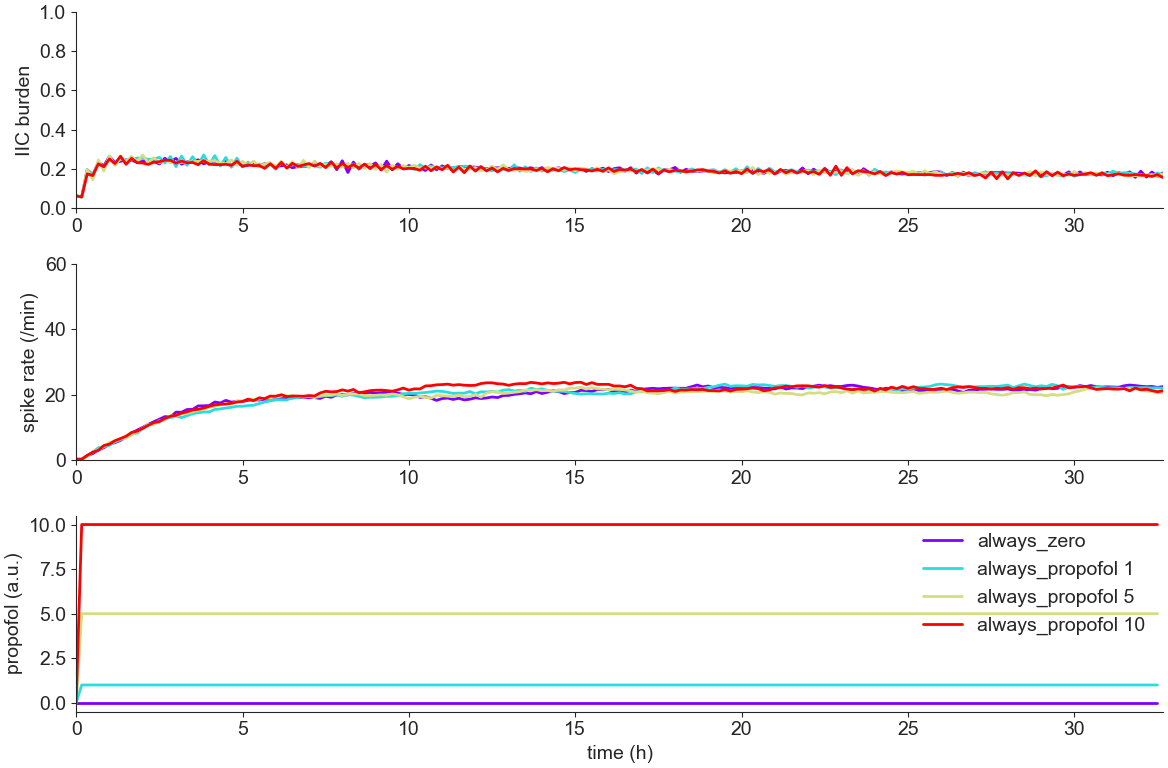 IIC burden
1.0
0.8
0.6
0.4
0.2
0.0
0 5 10 15 20 25 30
spike rate (/min)
60
40
20
0
0 5 10 15 20 25 30
propofol (a.u.)
10.0
7.5
5.0
2.5
0.0
always_zero
always_propofol 1
always_propofol 5
always_propofol 10
0 5 10 15 20 25 30
time (h)